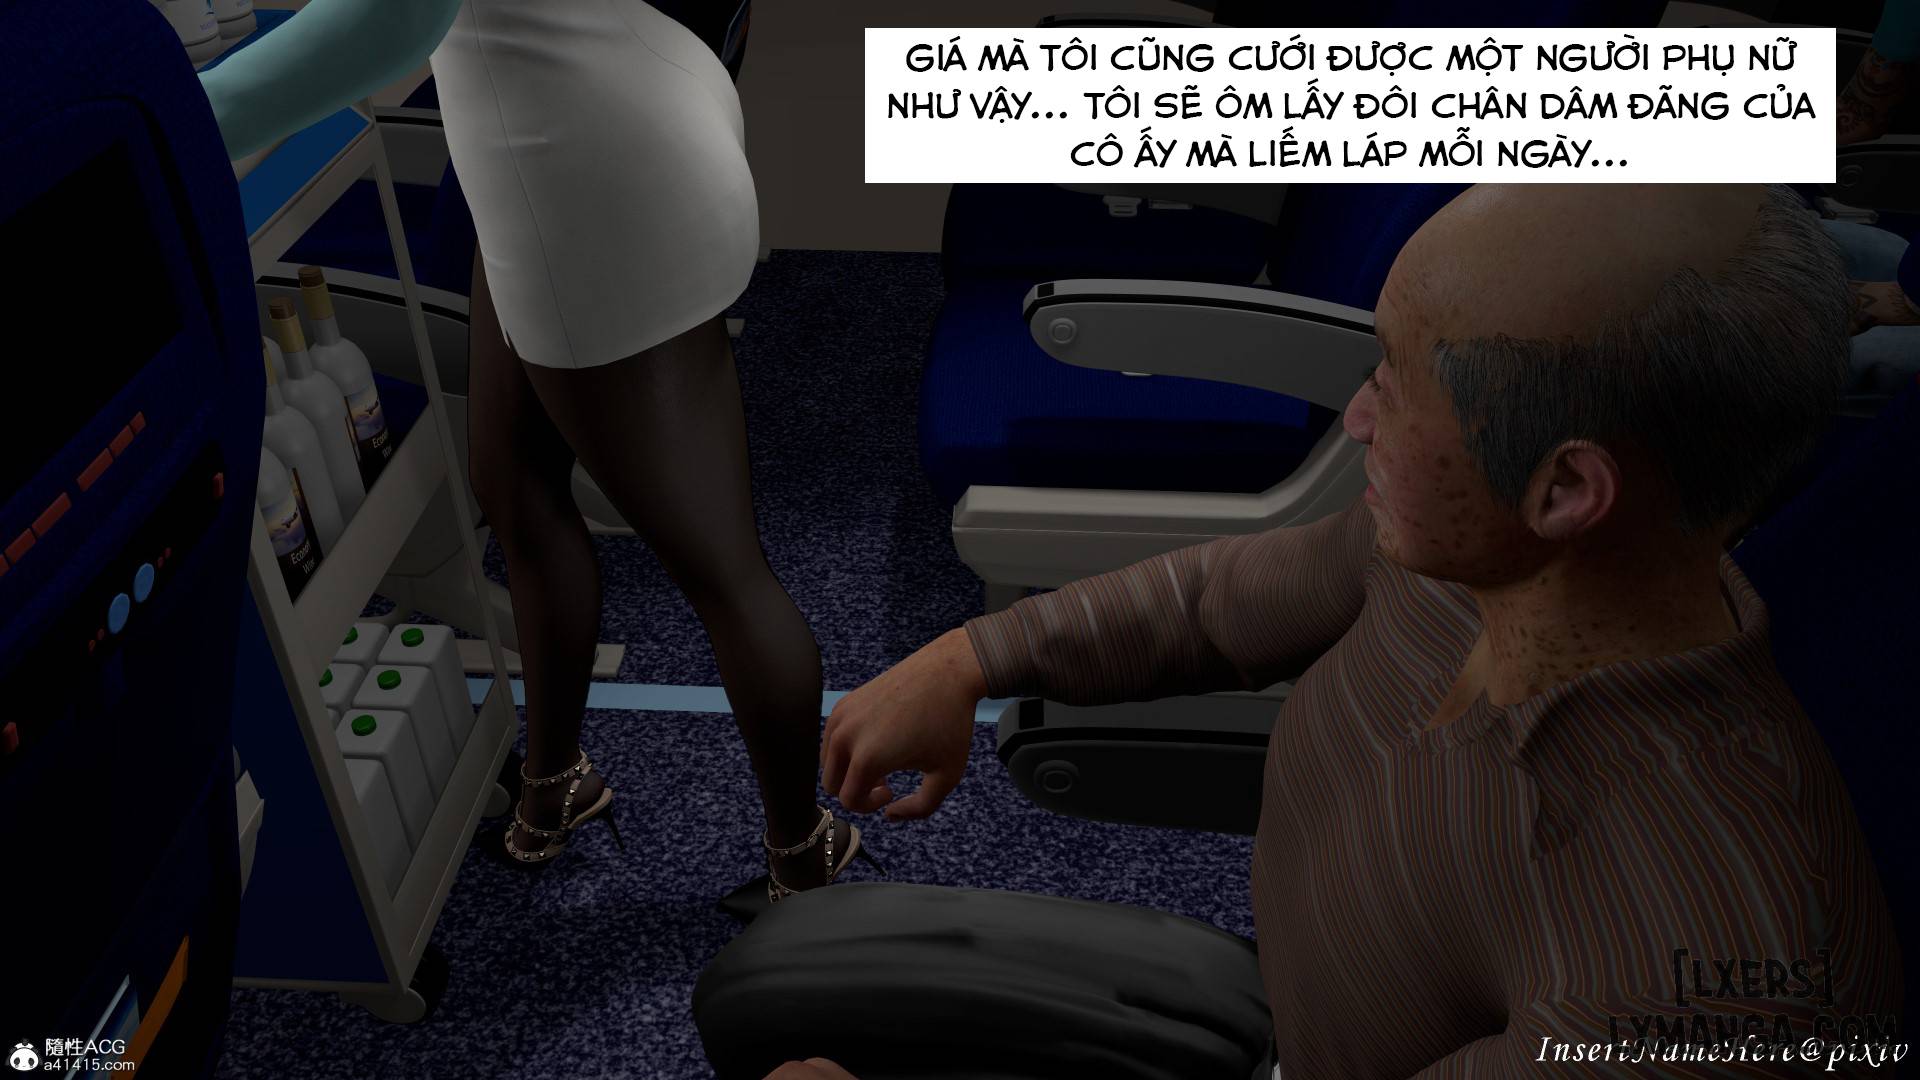 GIÁ MÀ TÔI CŨNG CƯỚI ĐƯỢC MỘT NGƯỜI PHỤ NỮ
NHƯ VẬY... TÔI SẼ ÔM LẤY ĐÔI CHÂN DÂM ĐÃNG CỦA
CÔ ẤY MÀ LIẾM LÁP MỖI NGÀY...
[LXERS]
LXMANGA.COM
InsertNameHere@pixiv
隨性ACG
a41415.com